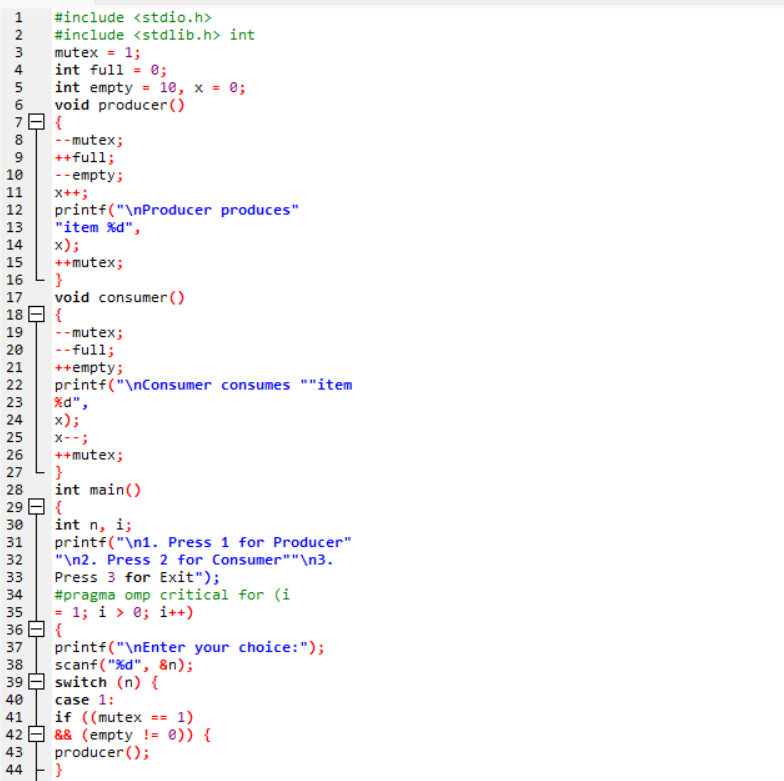 1 #include <stdio.h>
2 #include <stdlib.h> int
3 mutex = 1;
4 int full = 0;
5 int empty = 10, x = 0;
6 void producer()
7 {
8 --mutex;
9 ++full;
10 --empty;
11 x++;
12 printf("\nProducer produces"
13 "item %d",
14 x);
15 ++mutex;
16 }
17 void consumer()
18 {
19 --mutex;
20 --full;
21 ++empty;
22 printf("\nConsumer consumes ""item
23 %d",
24 x);
25 x--;
26 ++mutex;
27 }
28 int main()
29 {
30 int n, i;
31 printf("\n1. Press 1 for Producer"
32 "\n2. Press 2 for Consumer""\n3.
33 Press 3 for Exit");
34 #pragma omp critical for (i
35 = 1; i > 0; i++)
36 {
37 printf("\nEnter your choice:");
38 scanf("%d", &n);
39 switch (n) {
40 case 1:
41 if ((mutex == 1)
42 && (empty != 0)) {
43 producer();
44 }